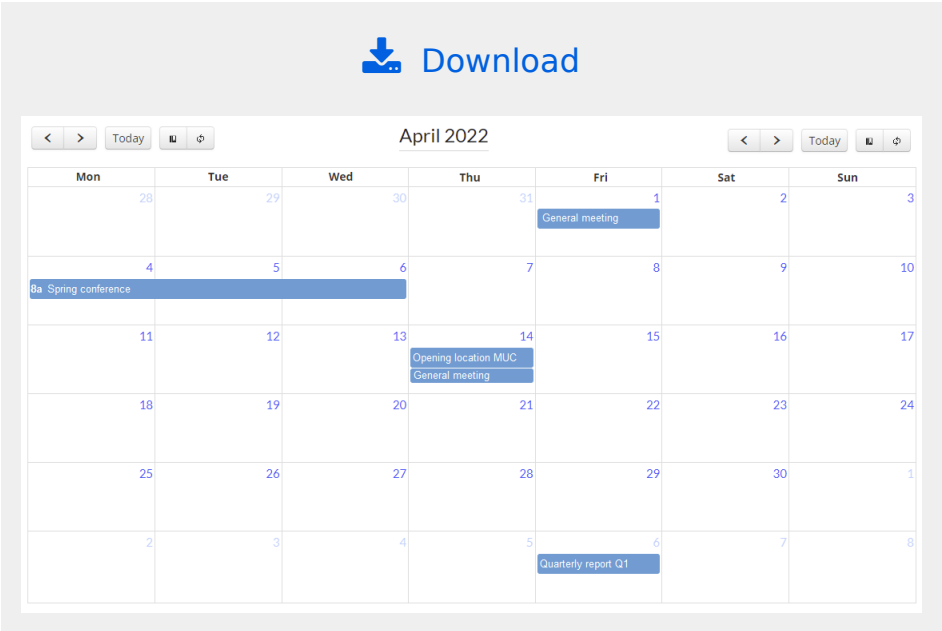 Download
Today
April 2022
Today
Mon Tue Wed Thu Fri Sat Sun
28 29 30 31 1 2 3
General meeting
4 5 6 7 8 9 10
8a Spring conference
11 12 13 14 15 16 17
Opening location MUC
General meeting
18 19 20 21 22 23 24
25 26 27 28 29 30 1
2 3 4 5 6 7 8
Quarterly report Q1